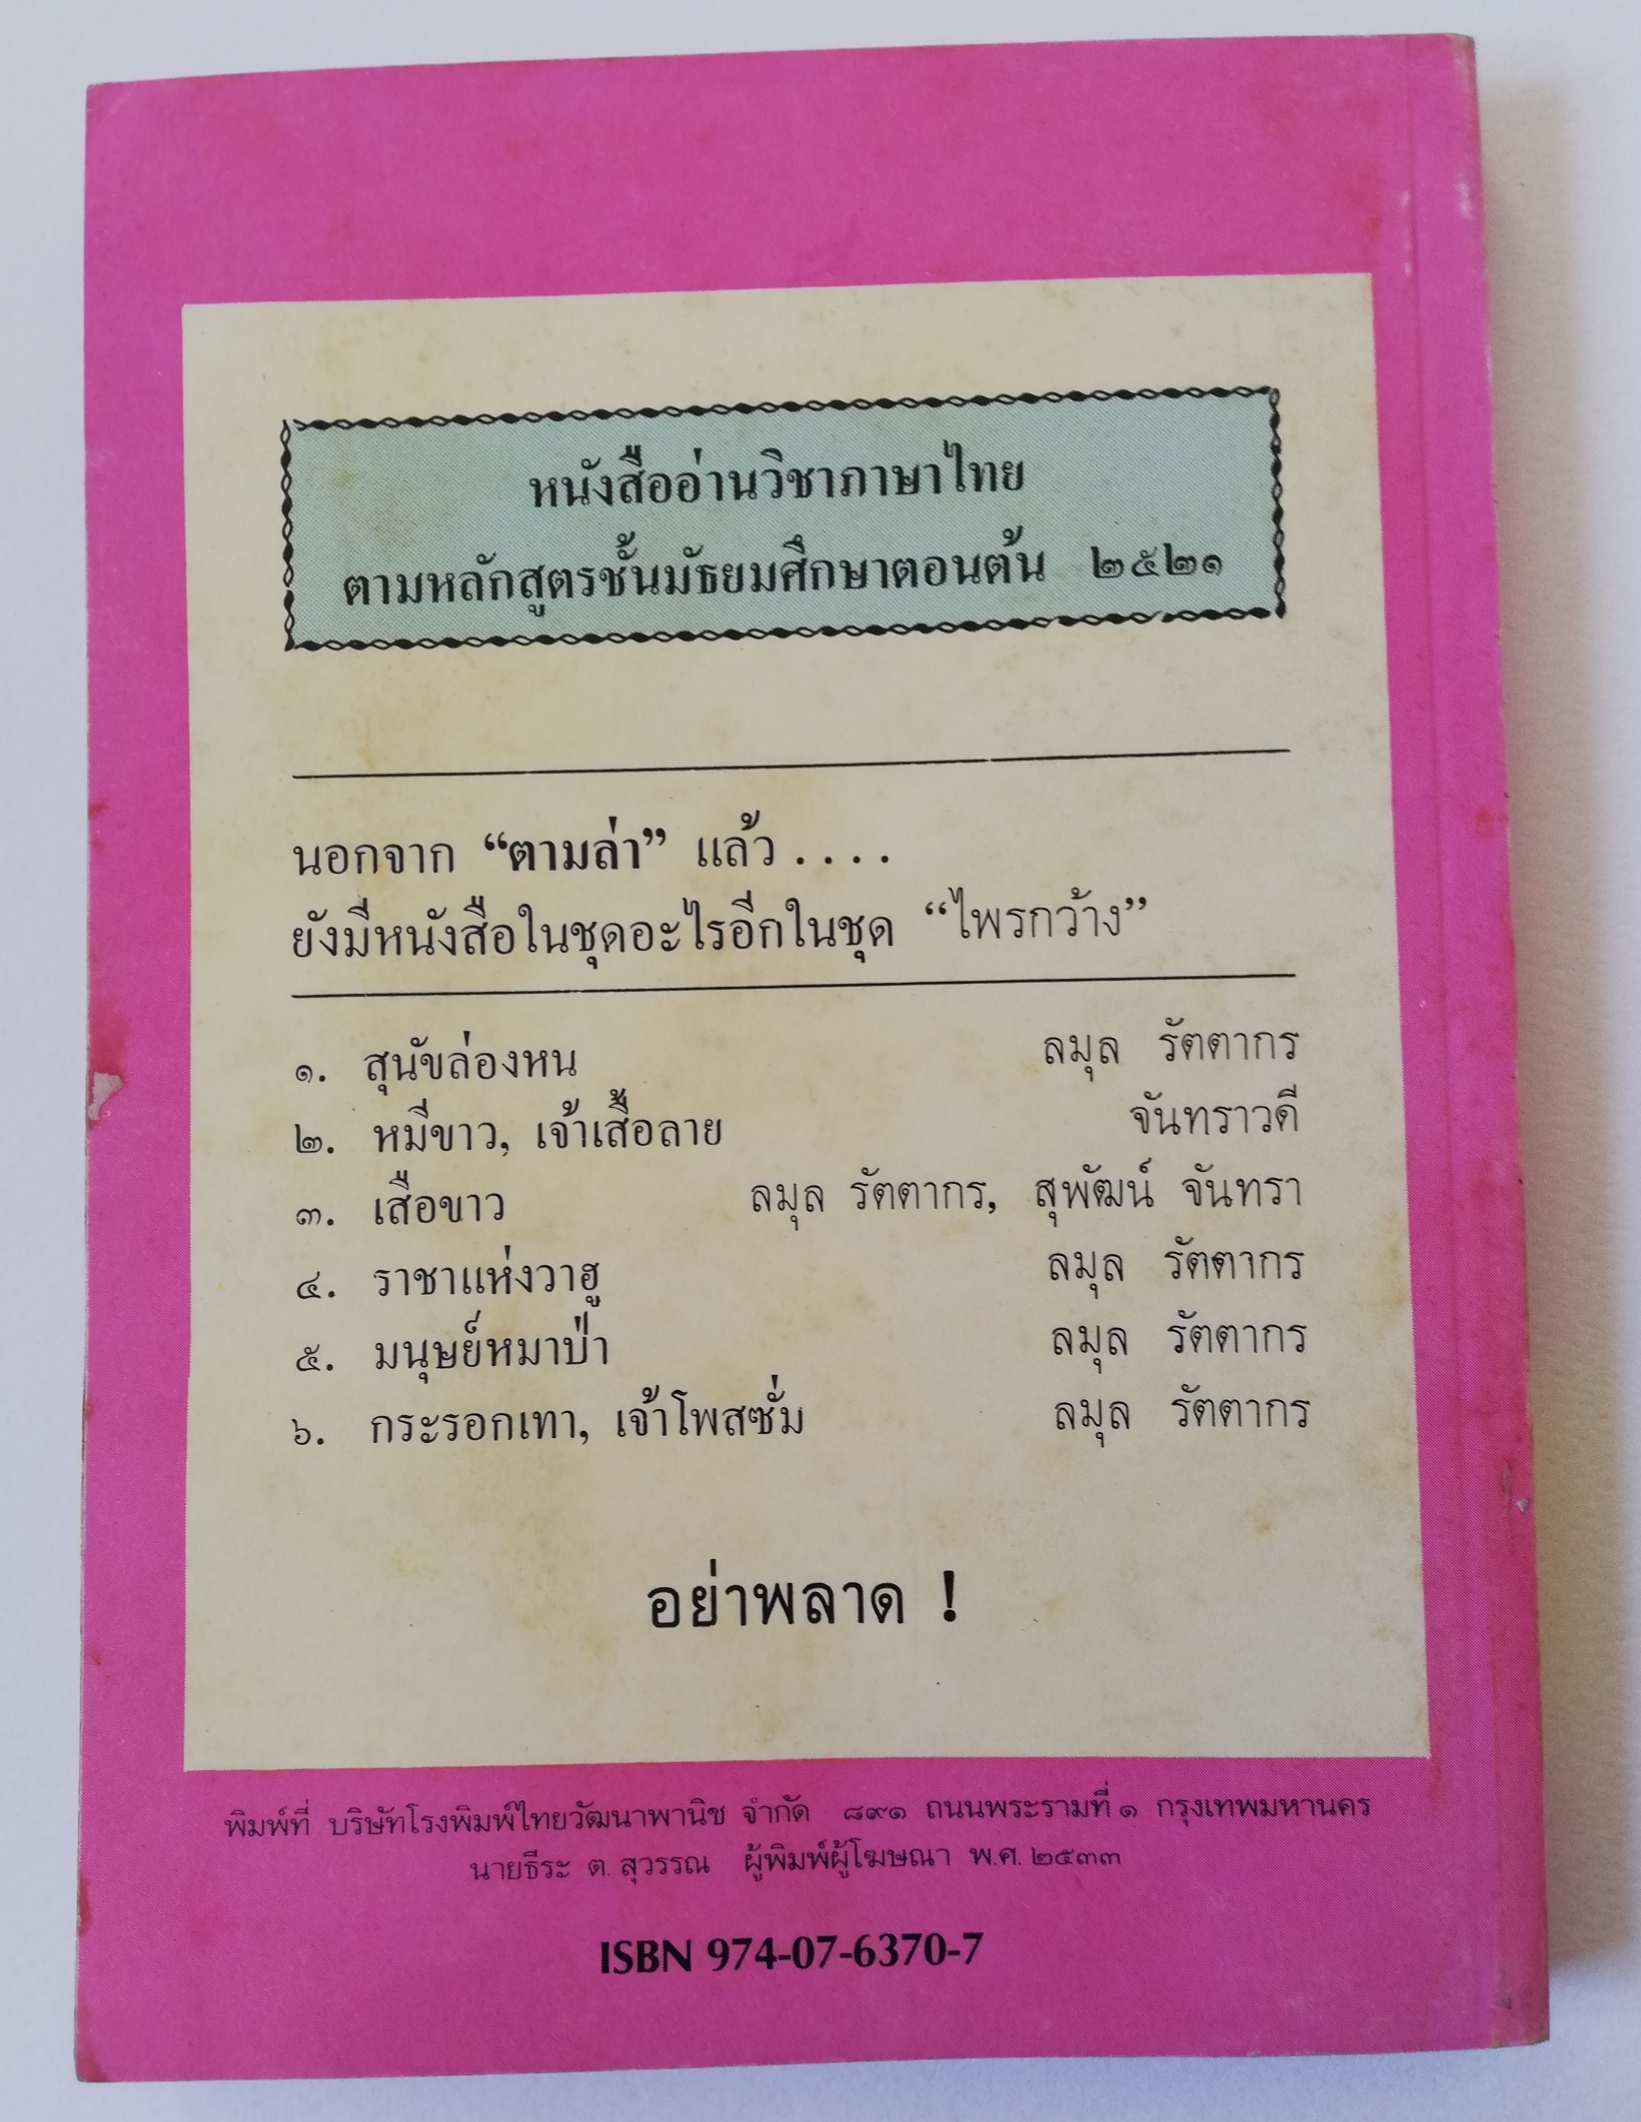 หนังสืออ่านวิชาภาษาไทย
ตามหลักสูตรชั้นมัธยมศึกษาตอนต้น ๒๕๒๑
นอกจาก “ตามล่า” แล้ว . . . .
ยังมีหนังสือในชุดอะไรอีกในชุด “ไพรกว้าง”
๑. สุนัขล่องหน ลมุล รัตตากร
๒. หมีขาว, เจ้าเสื้อลาย จันทราวดี
๓. เสือขาว ลมุล รัตตากร, สุพัฒน์ จันทรา
๔. ราชาแห่งวาฮู ลมุล รัตตากร
๕. มนุษย์หมาป่า ลมุล รัตตากร
๖. กระรอกเทา, เจ้าโพสซั่ม ลมุล รัตตากร
อย่าพลาด !
พิมพ์ที่ บริษัทโรงพิมพ์ไทยวัฒนาพานิช จำกัด ๘๙๑ ถนนพระรามที่ ๑ กรุงเทพมหานคร
นายธีระ ต. สุวรรณ ผู้พิมพ์ผู้โฆษณา พ.ศ. ๒๕๓๓
ISBN 974-07-6370-7